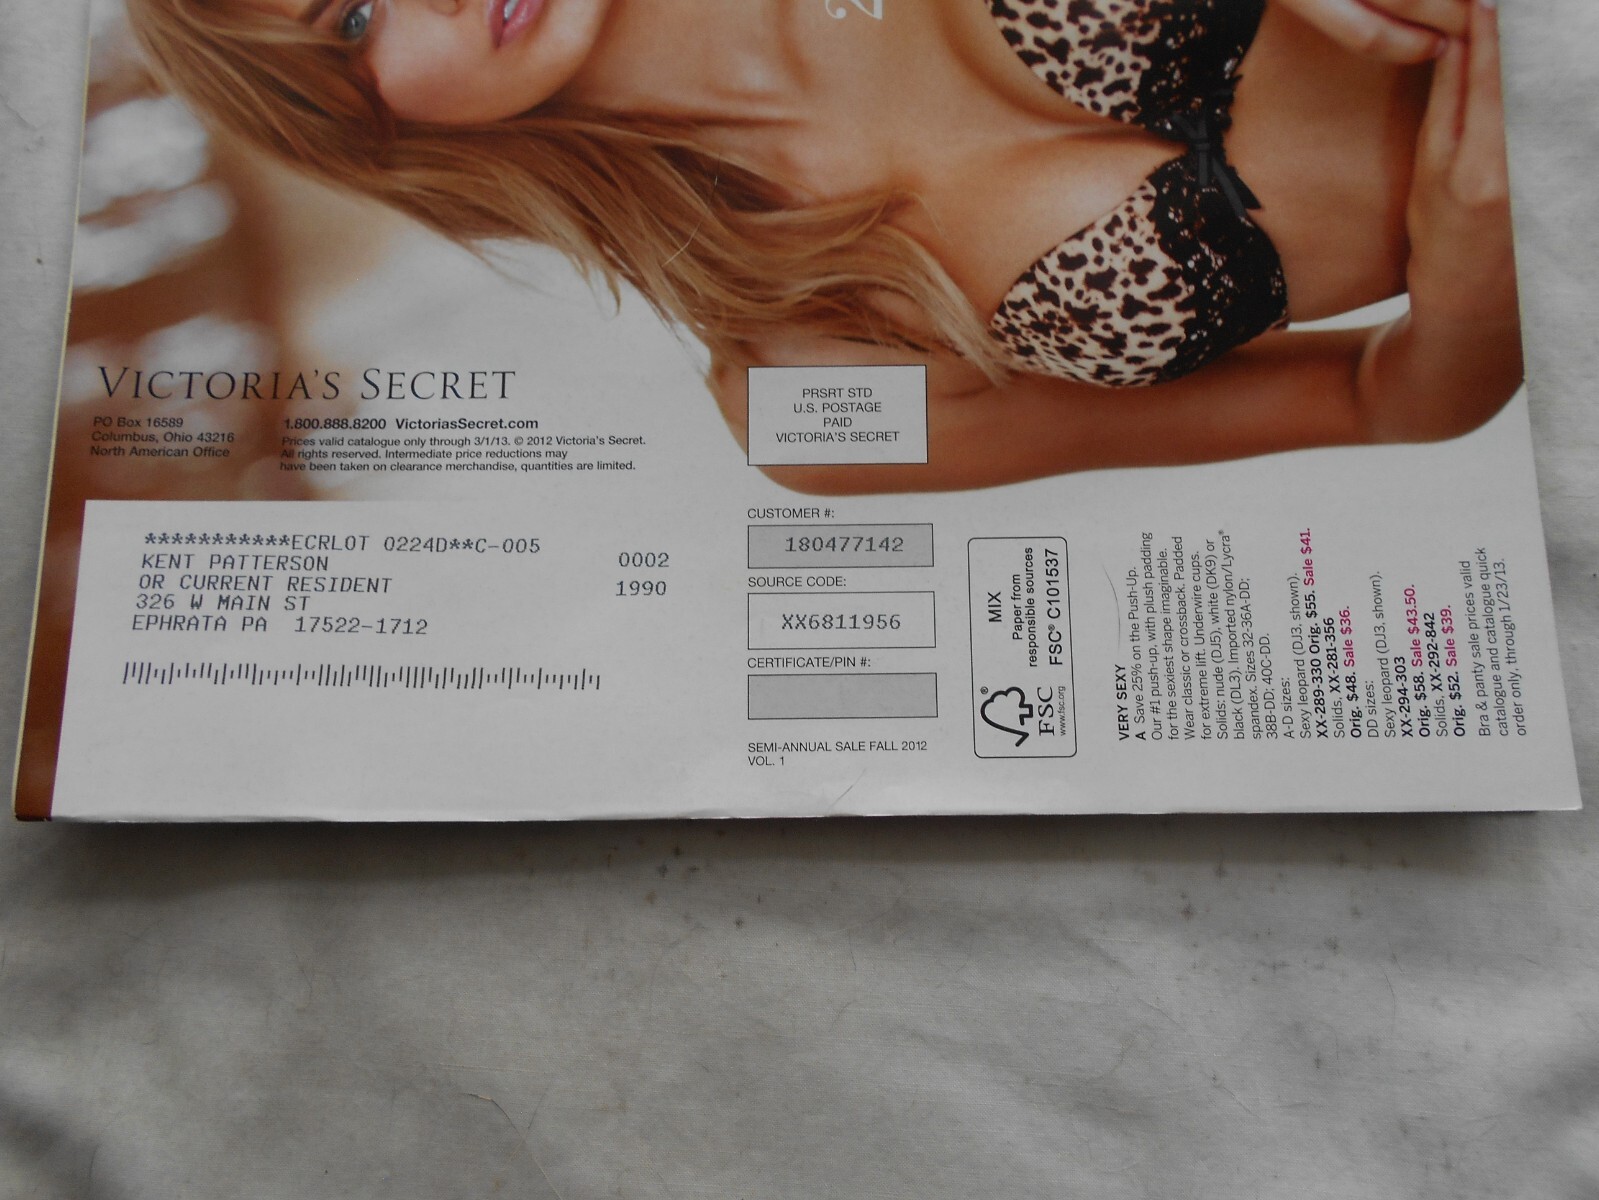 2
VICTORIA'S SECRET
PO Box 16589
Columbus, Ohio 43216
North American Office
1.800.888.8200 VictoriasSecret.com
Prices valid catalogue only through 3/1/13. © 2012 Victoria's Secret.
All rights reserved. Intermediate price reductions may
have been taken on clearance merchandise, quantities are limited.
PRSRT STD
U.S. POSTAGE
PAID
VICTORIA'S SECRET
***********ECRLOT 0224D**C-005
KENT PATTERSON 0002
OR CURRENT RESIDENT 1990
326 W MAIN ST
EPHRATA PA 17522-1712
CUSTOMER #:
180477142
SOURCE CODE:
XX6811956
CERTIFICATE/PIN #:
SEMI-ANNUAL SALE FALL 2012
VOL. 1
MIX
Paper from
responsible sources
FSC® C101537
®
FSC
www.fsc.org
VERY SEXY
A Save 25% on the Push-Up.
Our #1 push-up, with plush padding
for the sexiest shape imaginable.
Wear classic or crossback. Padded
for extreme lift. Underwire cups.
Solids: nude (DJ5), white (DK9) or
black (DL3). Imported nylon/Lycra®
spandex. Sizes 32-36A-DD;
38B-DD; 40C-DD.
A-D sizes:
Sexy leopard (DJ3, shown).
XX-289-330 Orig. $55. Sale $41.
Solids, XX-281-356
Orig. $48. Sale $36.
DD sizes:
Sexy leopard (DJ3, shown).
XX-294-303
Orig. $58. Sale $43.50.
Solids, XX-292-842
Orig. $52. Sale $39.
Bra & panty sale prices valid
catalogue and catalogue quick
order only, through 1/23/13.